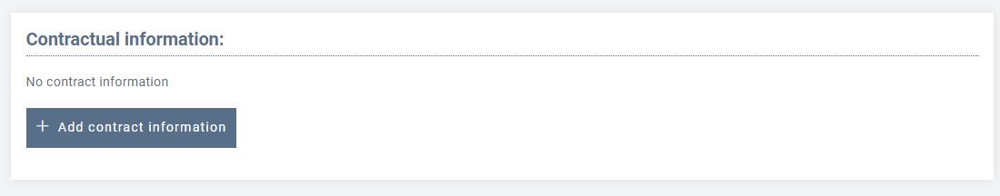 Contractual information:
No contract information
+ Add contract information